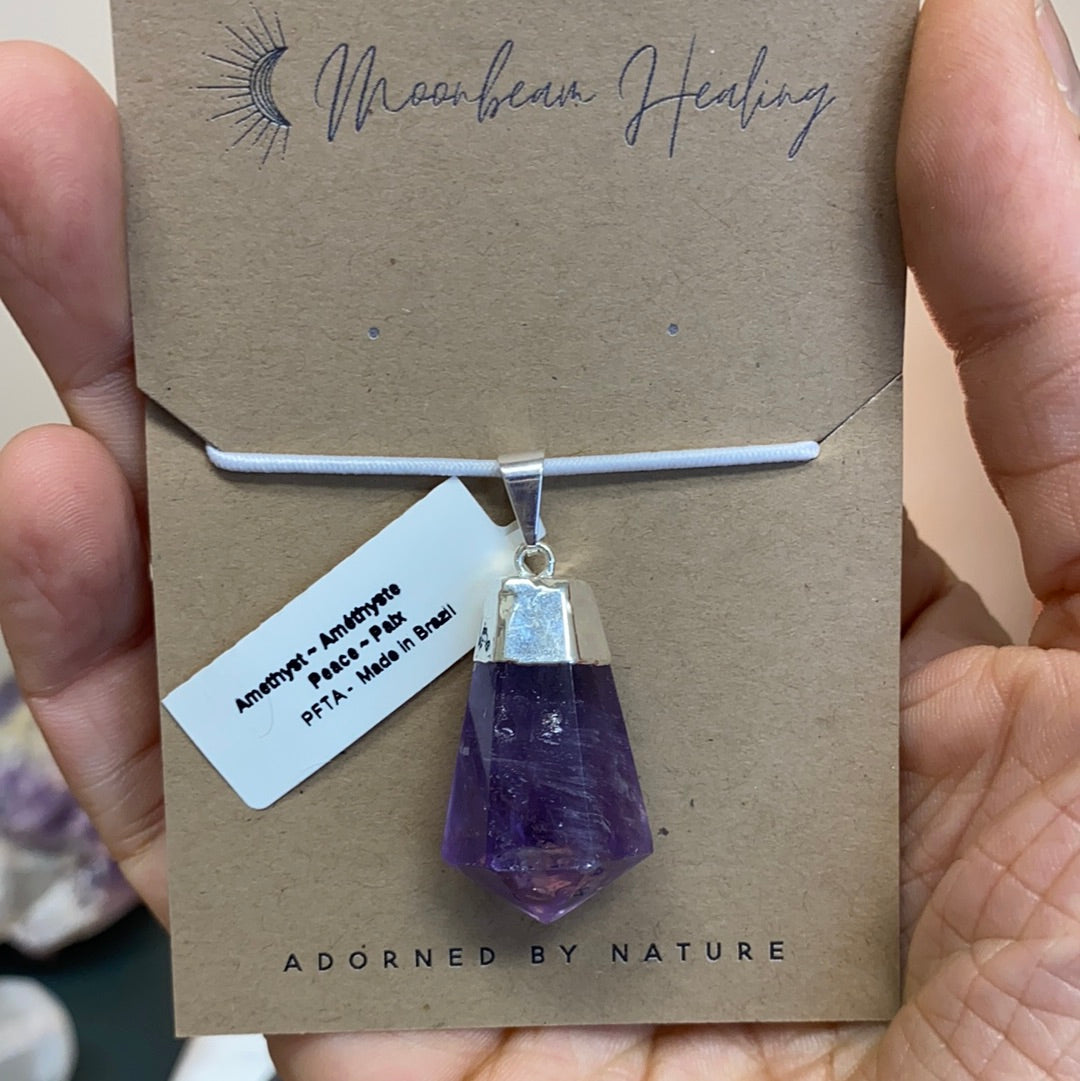 Moonbeam Healing
Amethyst ~ Améthyste
Peace ~ Paix
PFTA - Made in Brazil
ADORNED BY NATURE